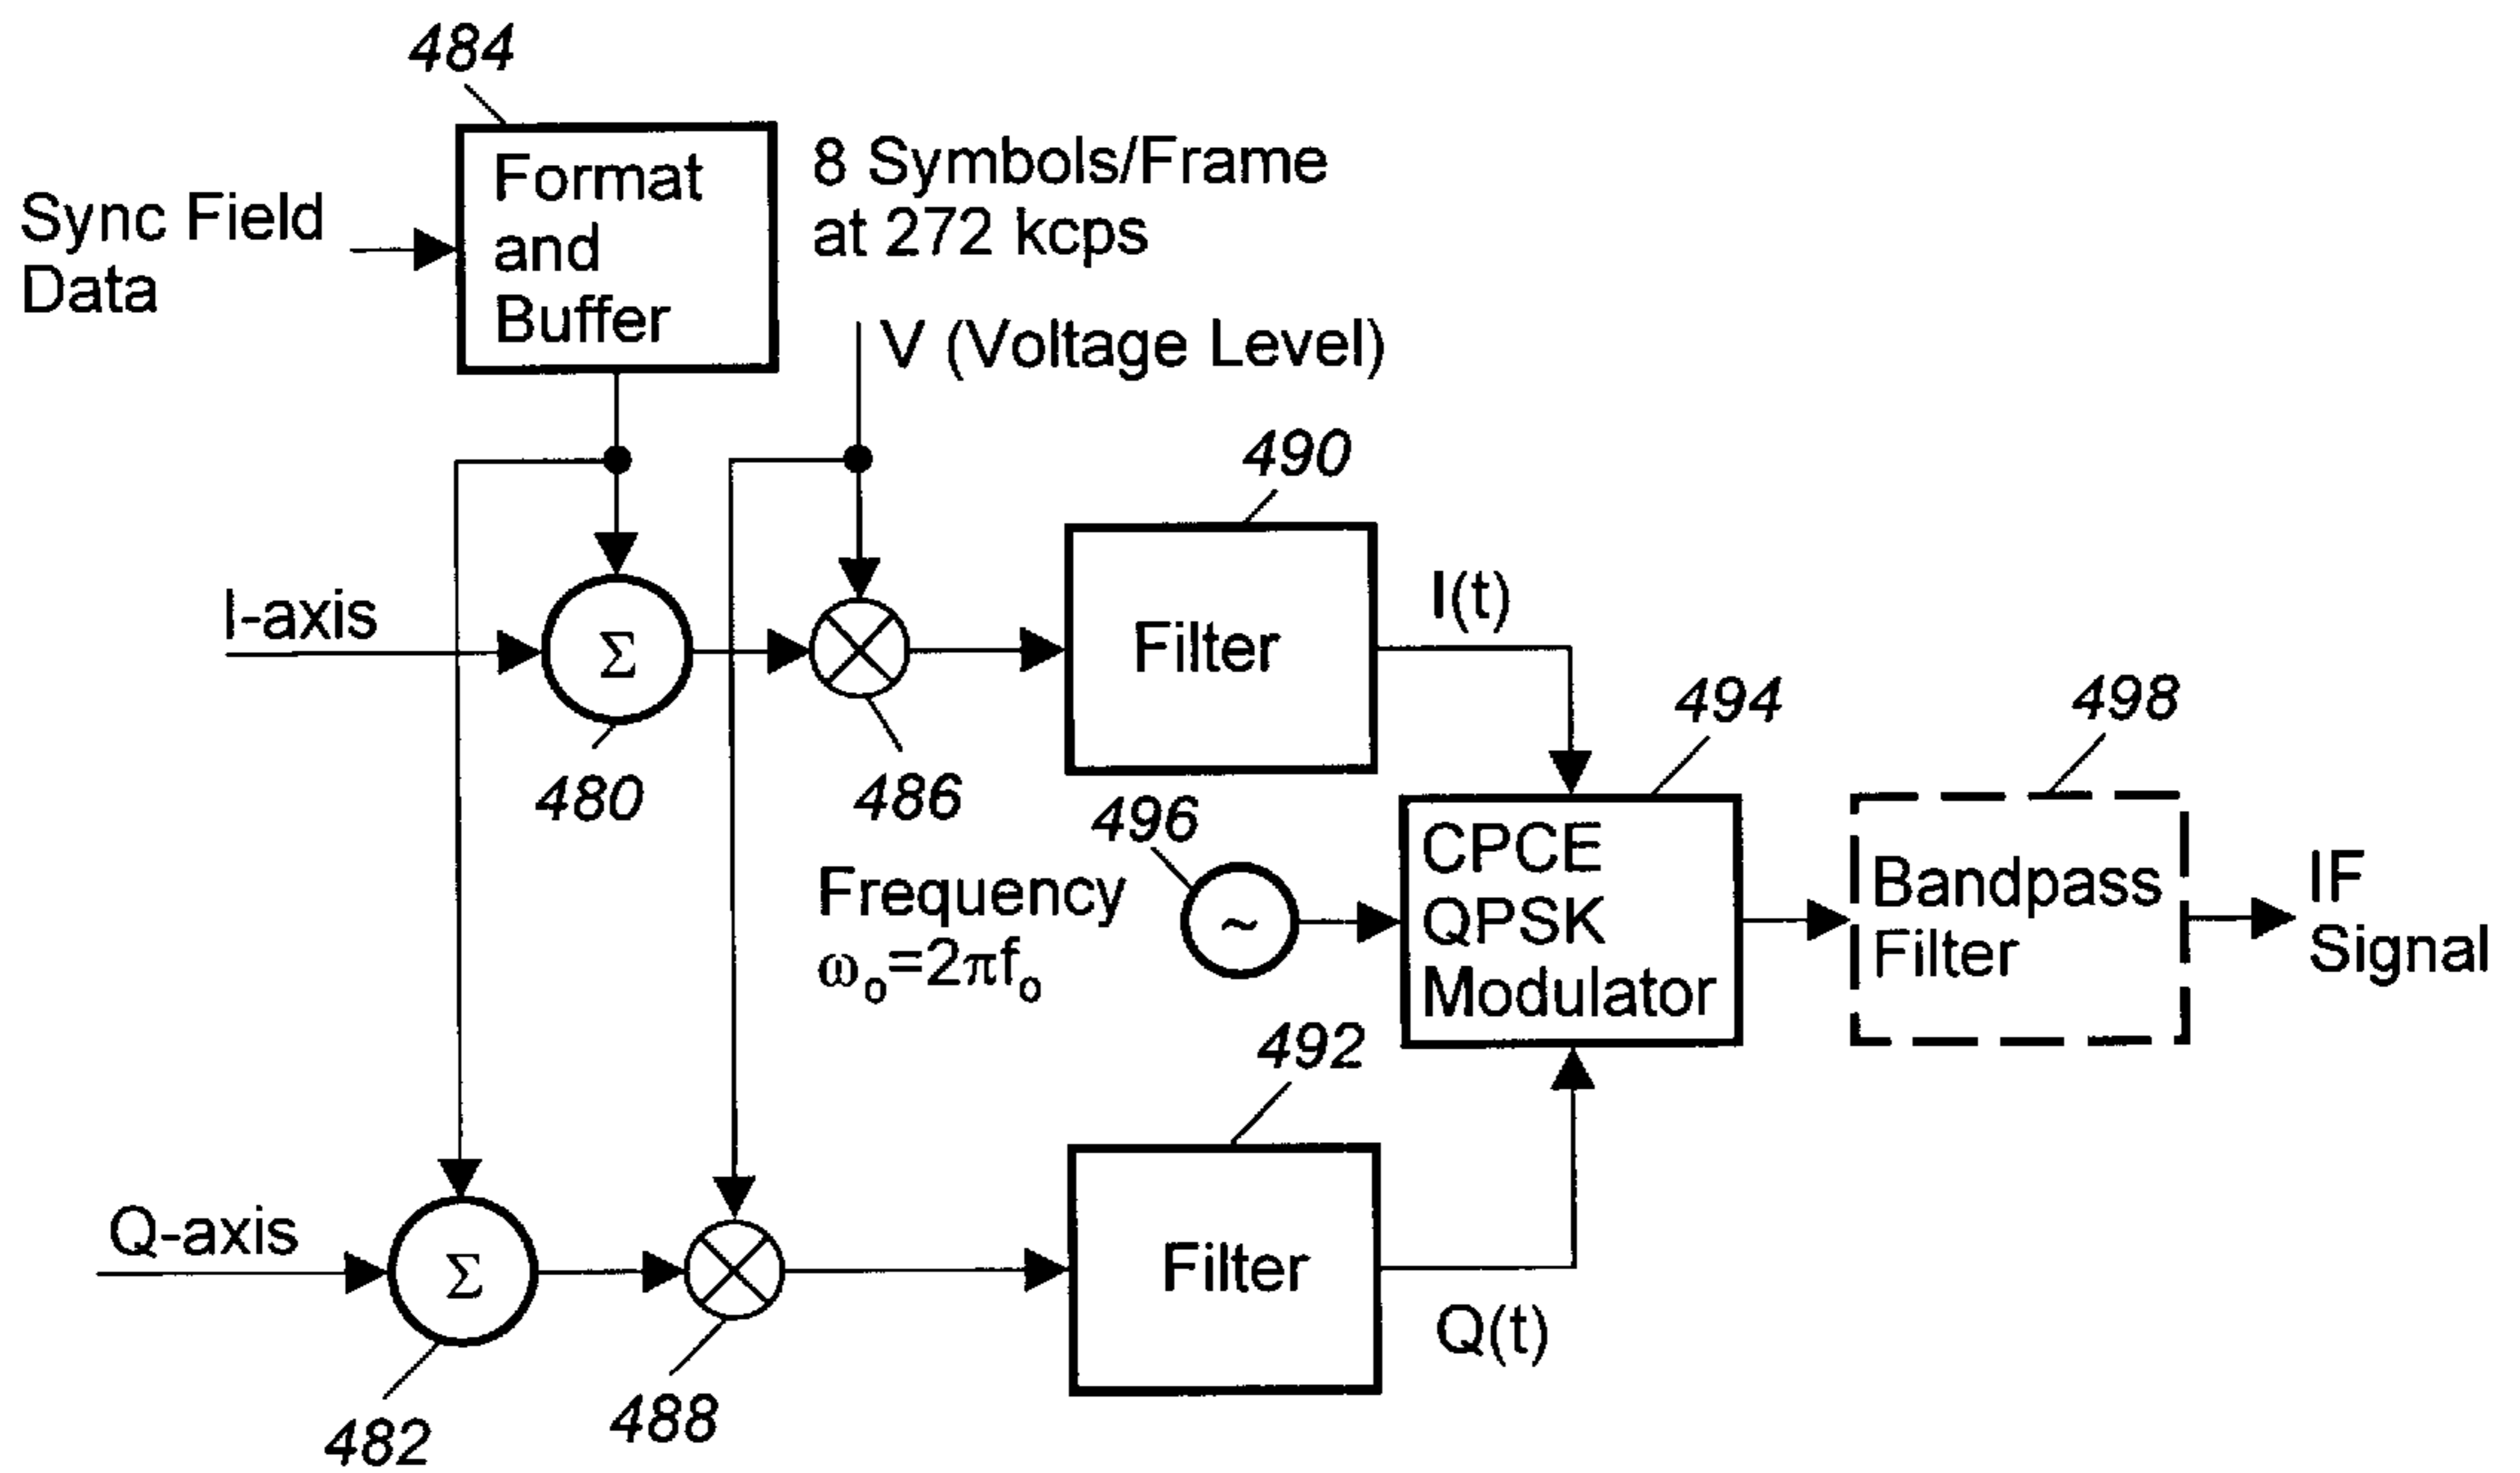 484
Format
and
Buffer
8 Symbols/Frame
at 272 kcps
Sync Field
Data
V (Voltage Level)
490
I-axis
Σ
Filter
I(t)
480
486
494
498
496
Frequency
ω₀=2πf₀
~
CPCE
QPSK
Modulator
Bandpass
Filter
IF
Signal
492
Q-axis
Σ
Filter
Q(t)
482
488